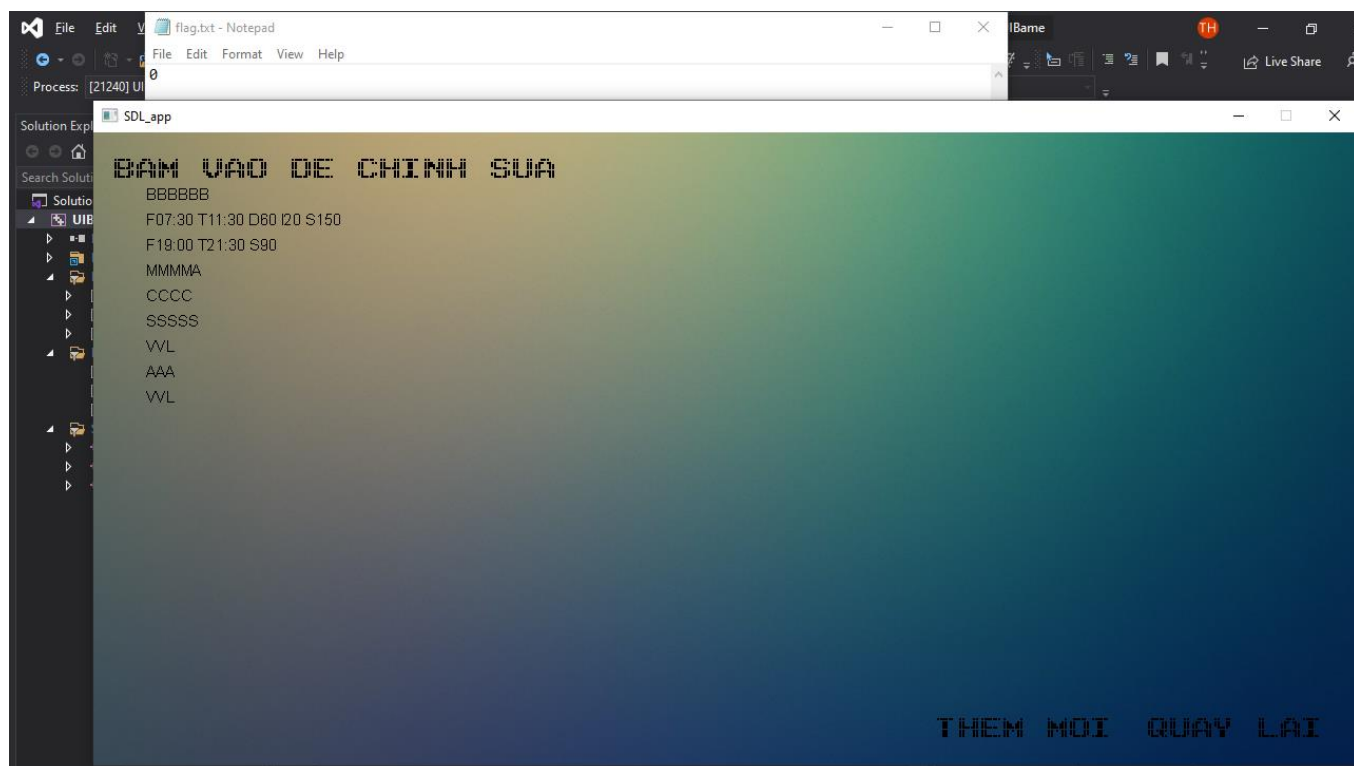 File Edit V
flag.txt - Notepad
IBame
TH
File Edit Format View Help
Live Share
0
Process: [21240] UI
SDL_app
Solution Expl
Search Soluti
Solutio
UIB
BAM VAO DE CHINH SUA
BBBBBB
F07:30 T11:30 D60 I20 S150
F19:00 T21:30 S90
MMMMA
CCCC
SSSSS
VVL
AAA
VVL
THEM MOI QUAY LAI